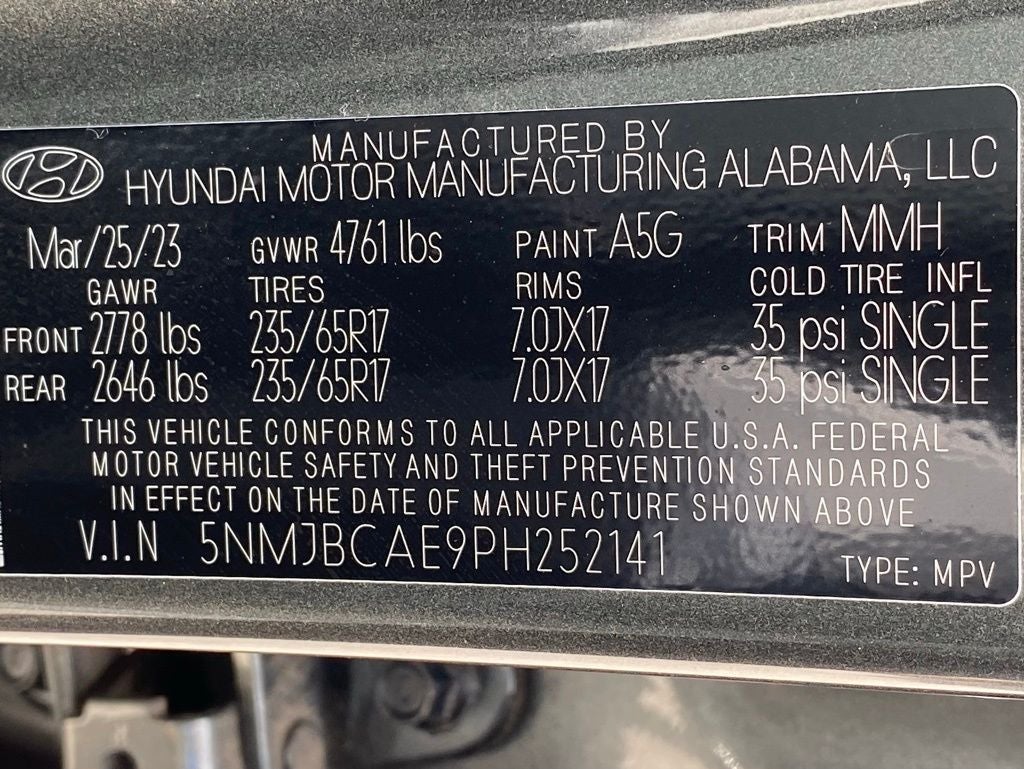 MANUFACTURED BY
HYUNDAI MOTOR MANUFACTURING ALABAMA, LLC
Mar/25/23 GVWR 4761 lbs PAINT A5G TRIM MMH
GAWR TIRES RIMS COLD TIRE INFL
FRONT 2778 lbs 235/65R17 7.0JX17 35 psi SINGLE
REAR 2646 lbs 235/65R17 7.0JX17 35 psi SINGLE
THIS VEHICLE CONFORMS TO ALL APPLICABLE U.S.A. FEDERAL
MOTOR VEHICLE SAFETY AND THEFT PREVENTION STANDARDS
IN EFFECT ON THE DATE OF MANUFACTURE SHOWN ABOVE
V.I.N 5NMJBCAE9PH252141
TYPE: MPV